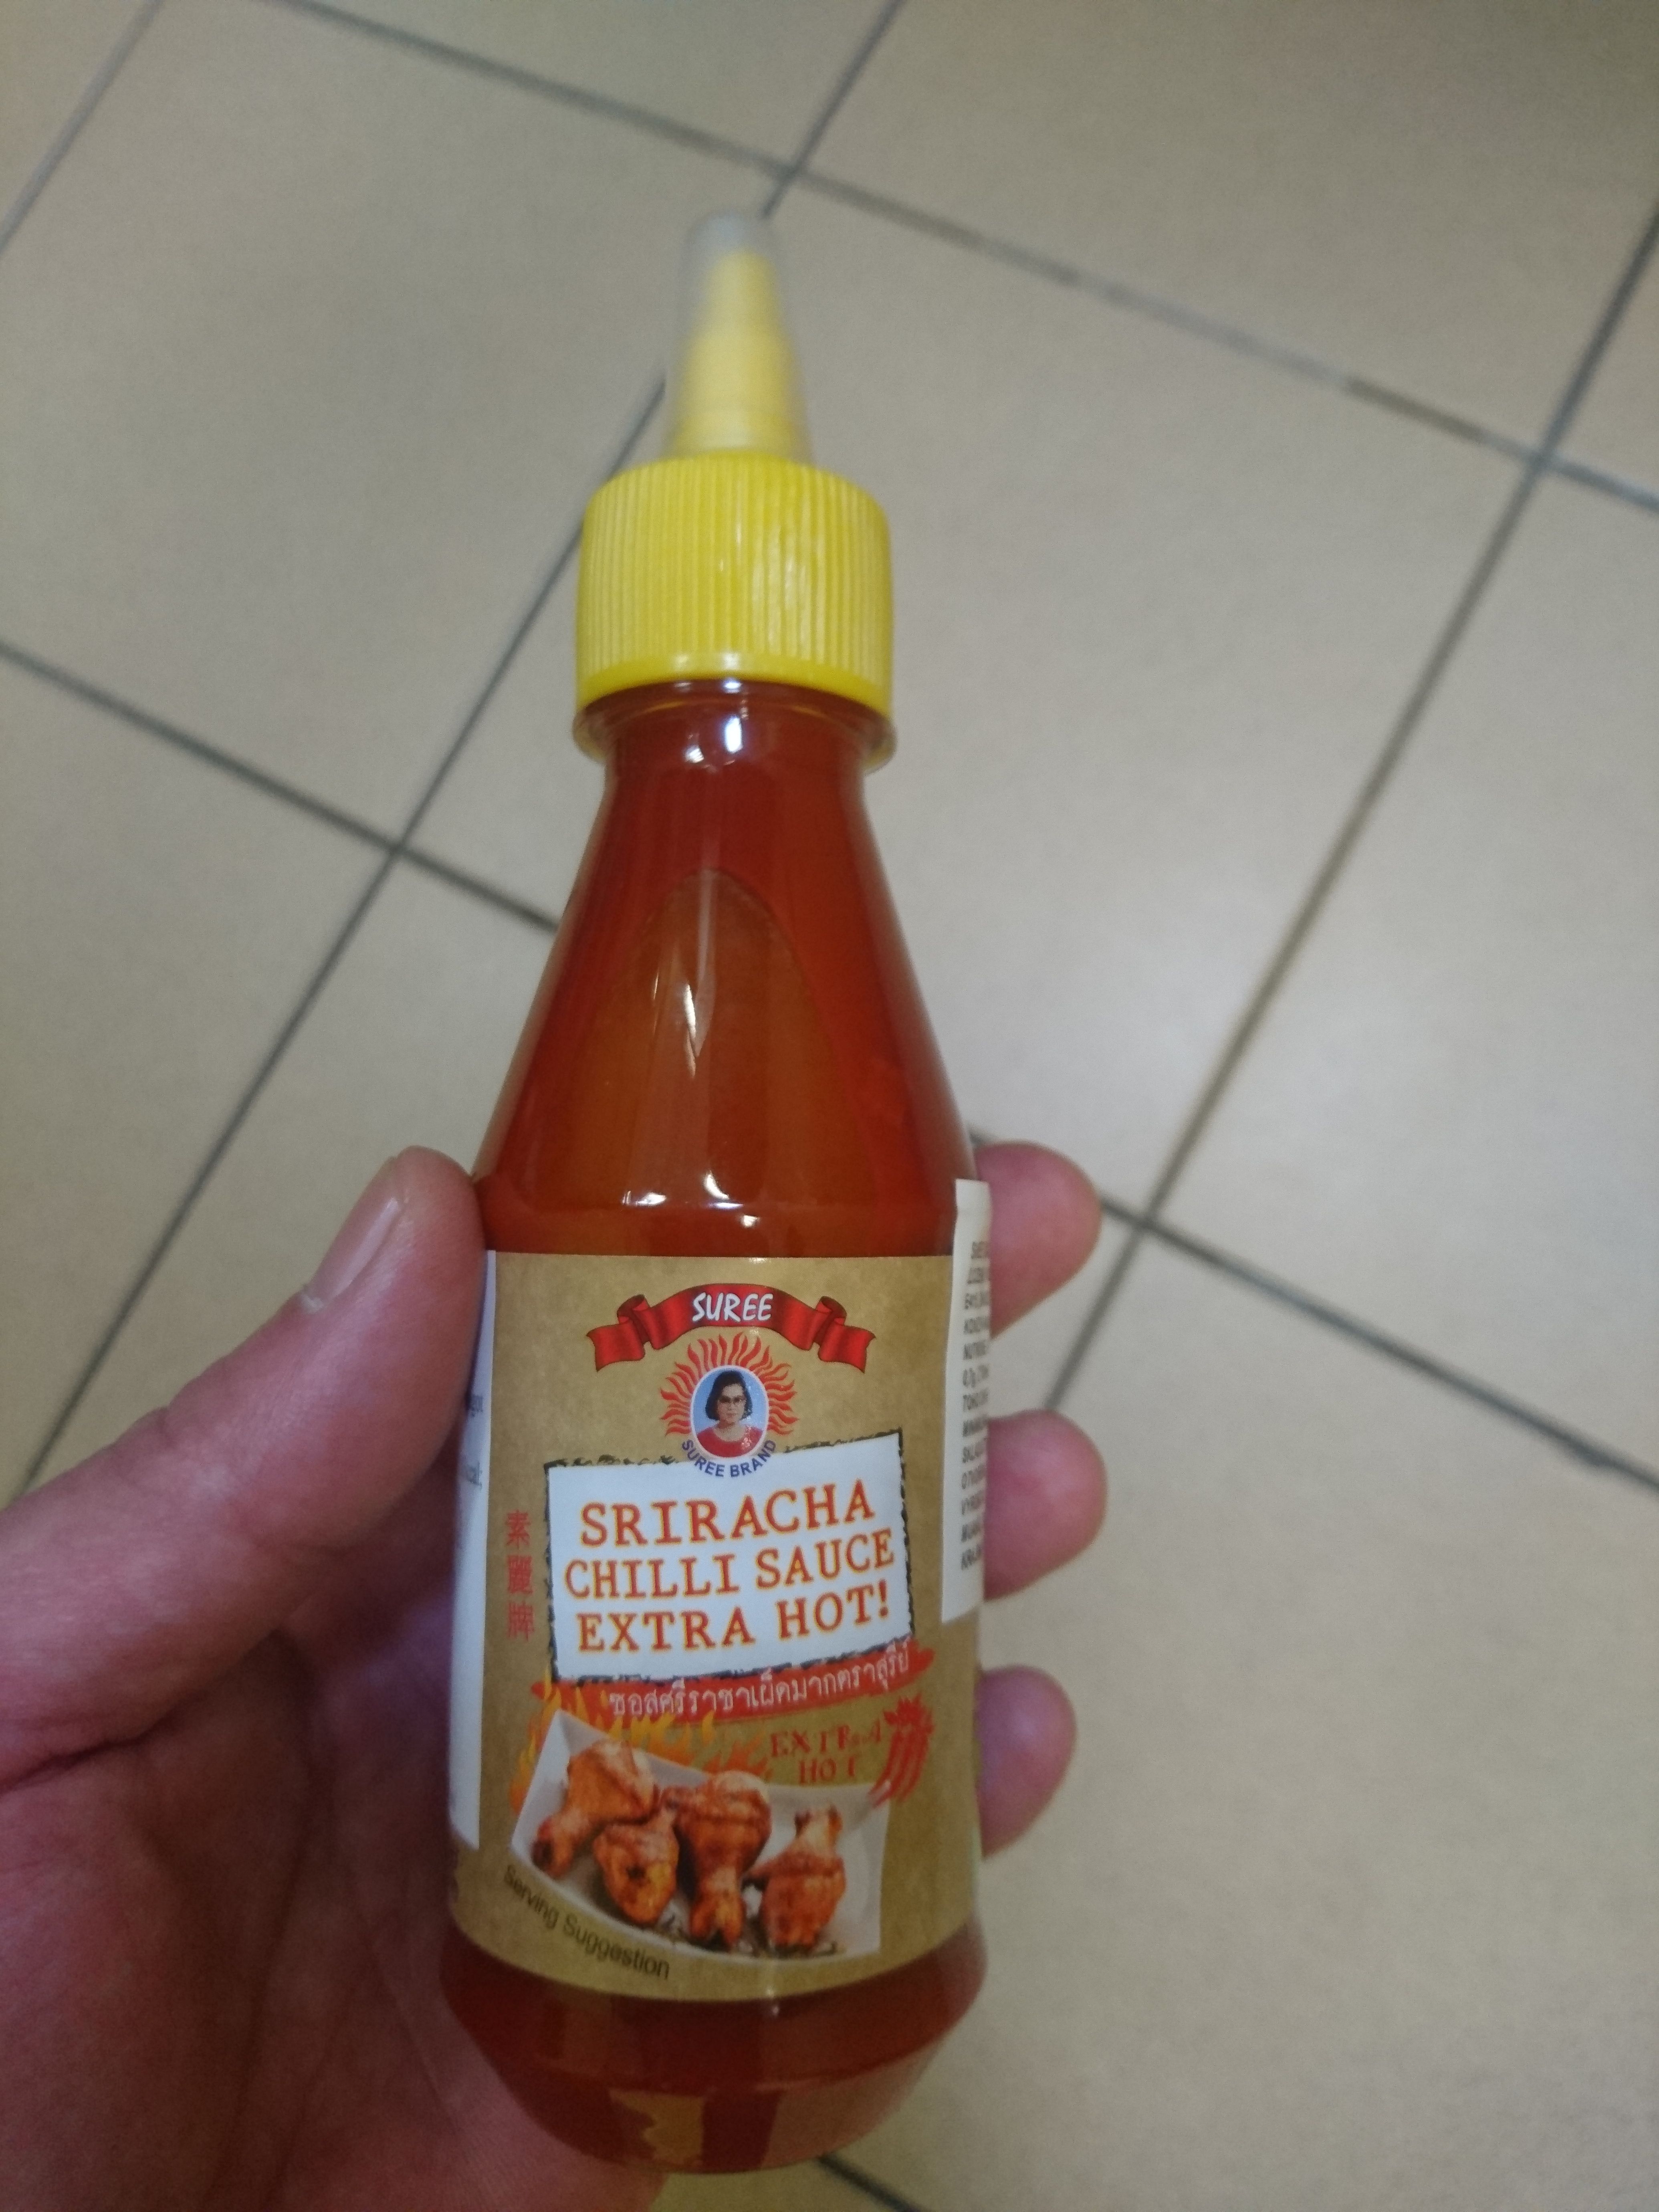 SUREE
SUREE BRAND
SRIRACHA
CHILLI SAUCE
EXTRA HOT!
素麗牌
ซอสศรีราชาเผ็ดมากตราสุรีย์
EXTRA
HOT
Serving Suggestion